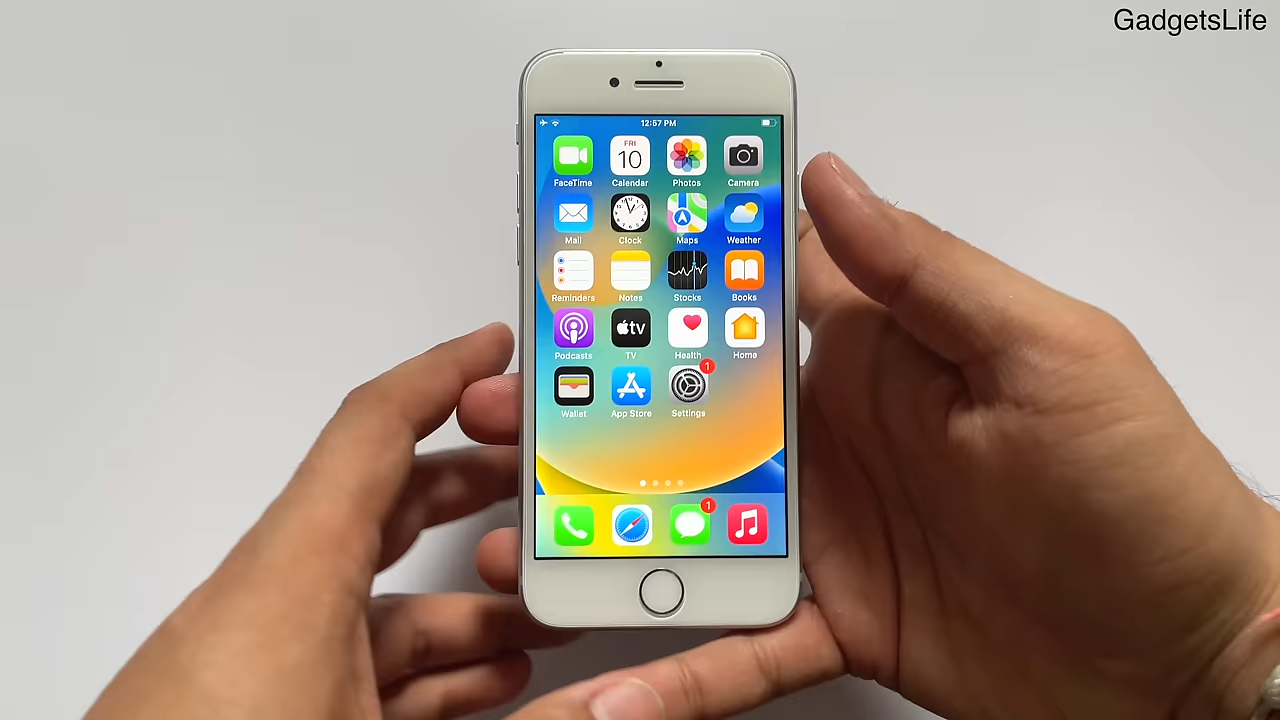 GadgetsLife
12:57 PM
FRI
10
FaceTime Calendar Photos Camera
Mail Clock Maps Weather
Reminders Notes Stocks Books
tv
Podcasts TV Health Home
1
Wallet App Store Settings
1